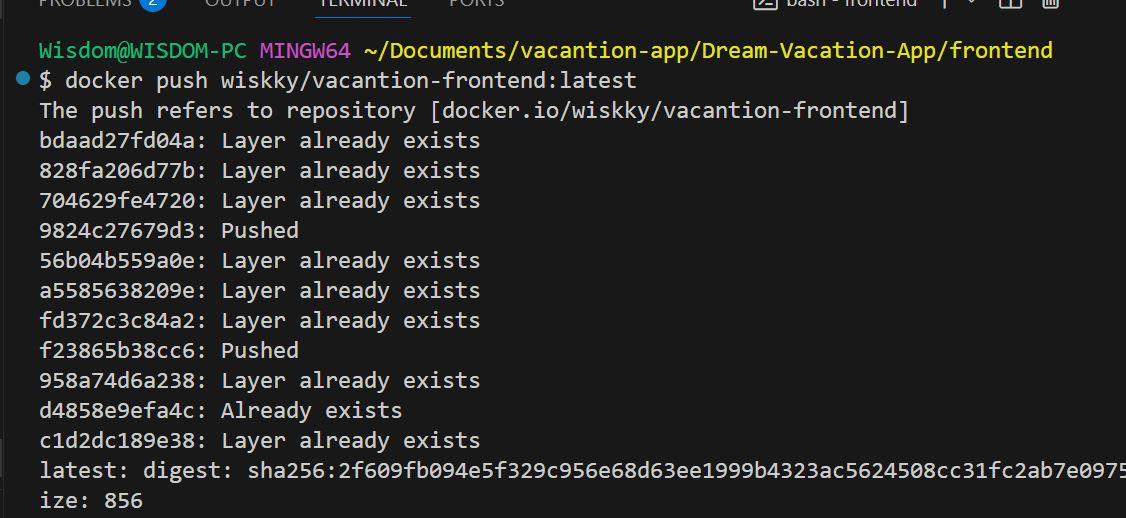 PROBLEMS 2 OUTPUT TERMINAL PORTS bash - frontend
Wisdom@WISDOM-PC MINGW64 ~/Documents/vacantion-app/Dream-Vacation-App/frontend
$ docker push wiskky/vacantion-frontend:latest
The push refers to repository [docker.io/wiskky/vacantion-frontend]
bdaad27fd04a: Layer already exists
828fa206d77b: Layer already exists
704629fe4720: Layer already exists
9824c27679d3: Pushed
56b04b559a0e: Layer already exists
a5585638209e: Layer already exists
fd372c3c84a2: Layer already exists
f23865b38cc6: Pushed
958a74d6a238: Layer already exists
d4858e9efa4c: Already exists
c1d2dc189e38: Layer already exists
latest: digest: sha256:2f609fb094e5f329c956e68d63ee1999b4323ac5624508cc31fc2ab7e0975
ize: 856